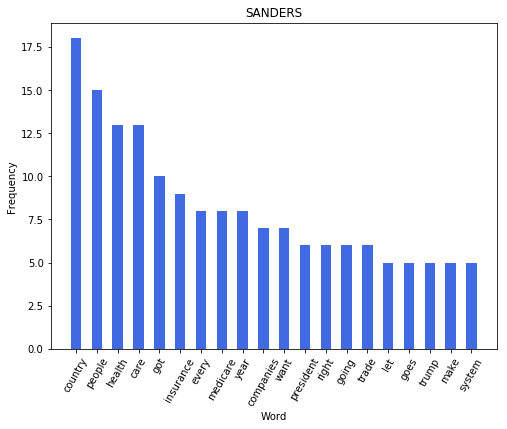 SANDERS
Frequency
17.5
15.0
12.5
10.0
7.5
5.0
2.5
0.0
country
people
health
care
got
insurance
every
medicare
year
companies
want
president
right
going
trade
let
goes
trump
make
system
Word